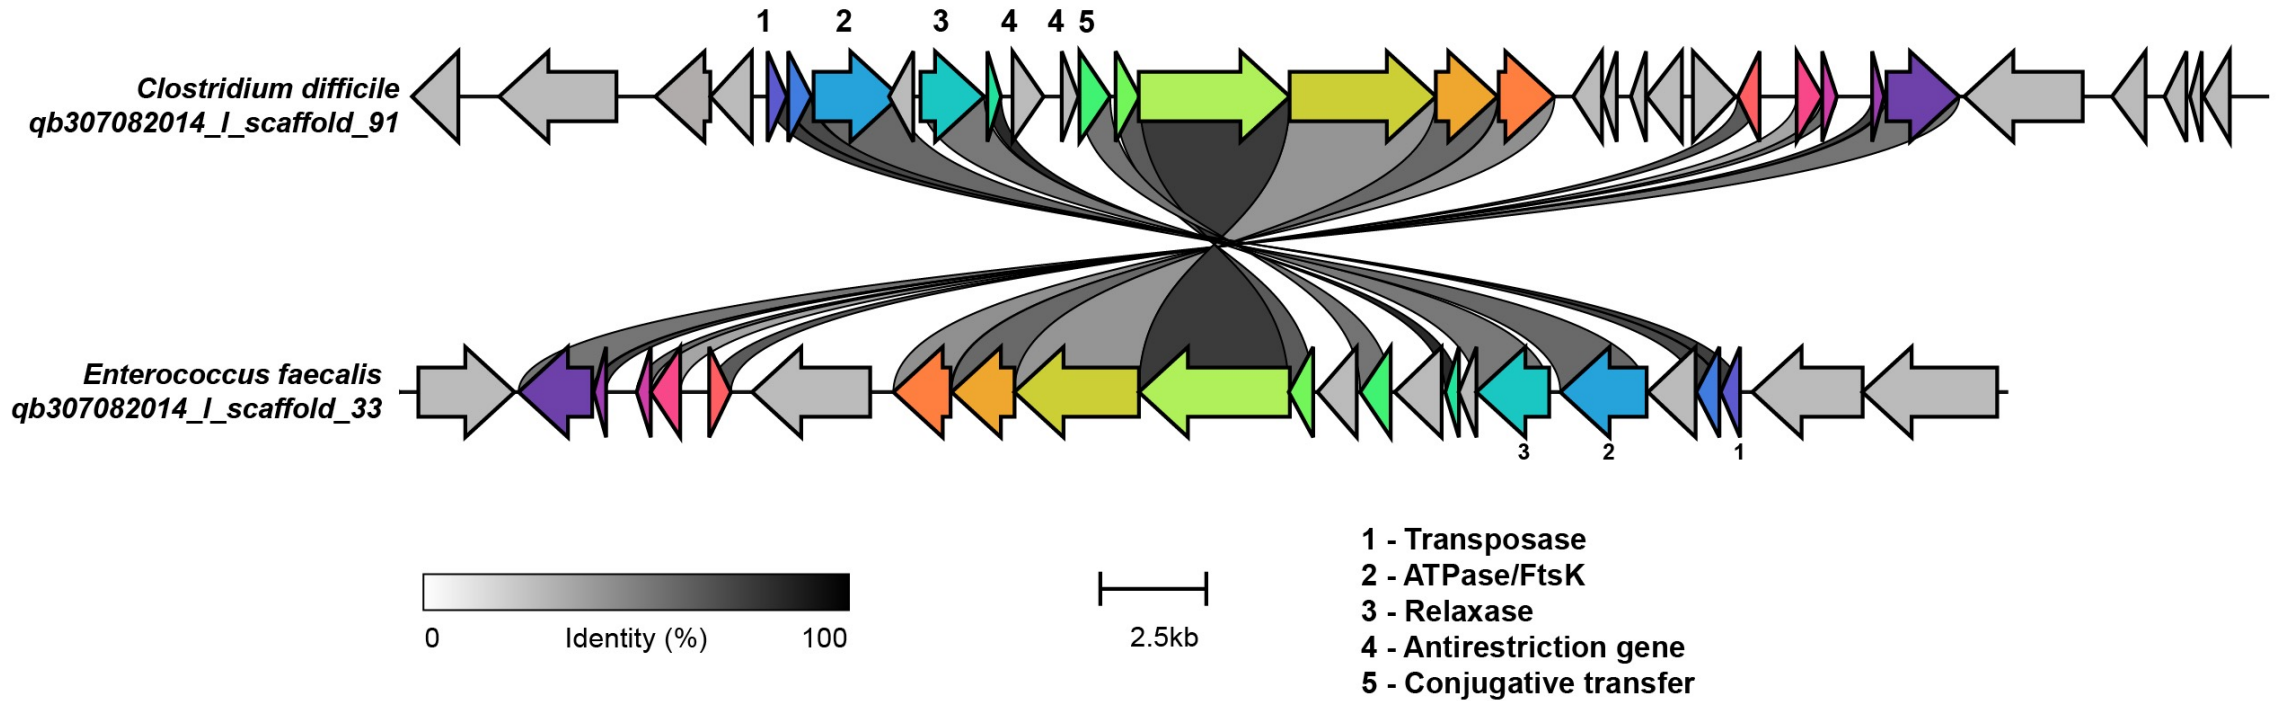 1 2 3 4 4 5
Clostridium difficile
qb307082014_I_scaffold_91
Enterococcus faecalis
qb307082014_I_scaffold_33
3 2 1
0 Identity (%) 100
2.5kb
1 - Transposase
2 - ATPase/FtsK
3 - Relaxase
4 - Antirestriction gene
5 - Conjugative transfer